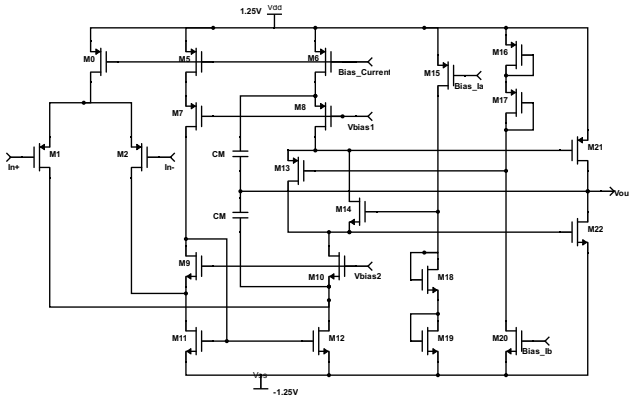 1.25V Vdd
M0
M5
M6
Bias_Current
M15
Bias_Ia
M16
M17
M7
M8
Vbias1
In+
M1
M2
In-
CM
M13
M21
Vou
CM
M14
M22
M9
M10
Vbias2
M18
M11
M12
M19
M20
Bias_Ib
Vss
-1.25V